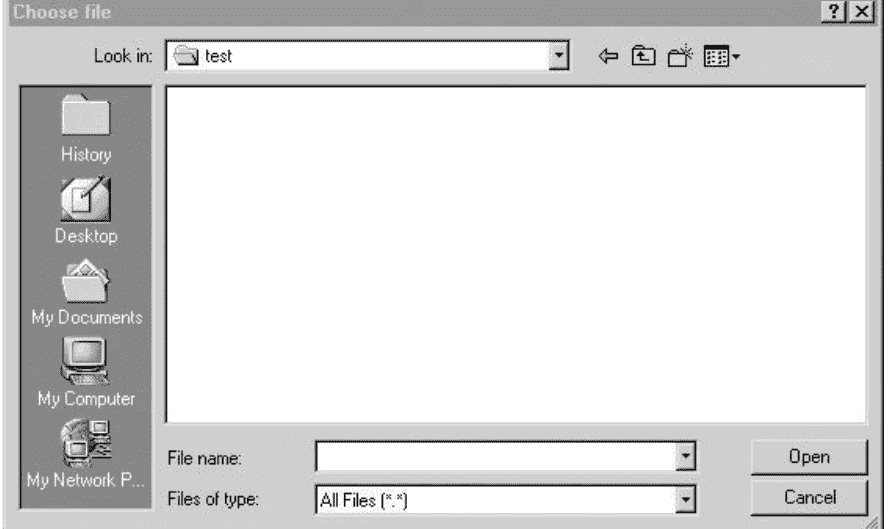 Choose file
Look in: test
History
Desktop
My Documents
My Computer
My Network P...
File name:
Open
Files of type: All Files (*.*)
Cancel